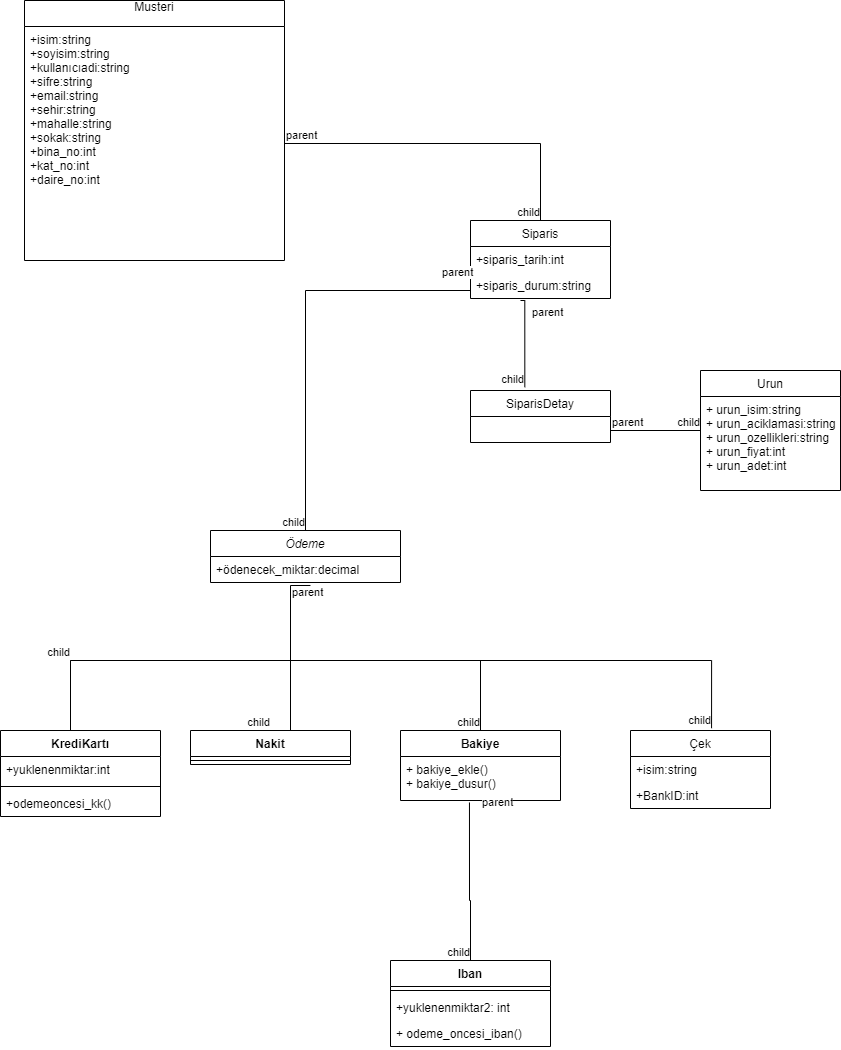 Musteri
+isim:string
+soyisim:string
+kullanıcıadi:string
+sifre:string
+email:string
+sehir:string
+mahalle:string
+sokak:string
+bina_no:int
+kat_no:int
+daire_no:int
parent
child
Siparis
+siparis_tarih:int
+siparis_durum:string
parent
parent
child
SiparisDetay
parent
child
Urun
+ urun_isim:string
+ urun_aciklamasi:string
+ urun_ozellikleri:string
+ urun_fiyat:int
+ urun_adet:int
child
Ödeme
+ödenecek_miktar:decimal
parent
child
KrediKartı
+yuklenenmiktar:int
+odemeoncesi_kk()
child
Nakit
child
Bakiye
+ bakiye_ekle()
+ bakiye_dusur()
parent
child
Çek
+isim:string
+BankID:int
child
Iban
+yuklenenmiktar2: int
+ odeme_oncesi_iban()